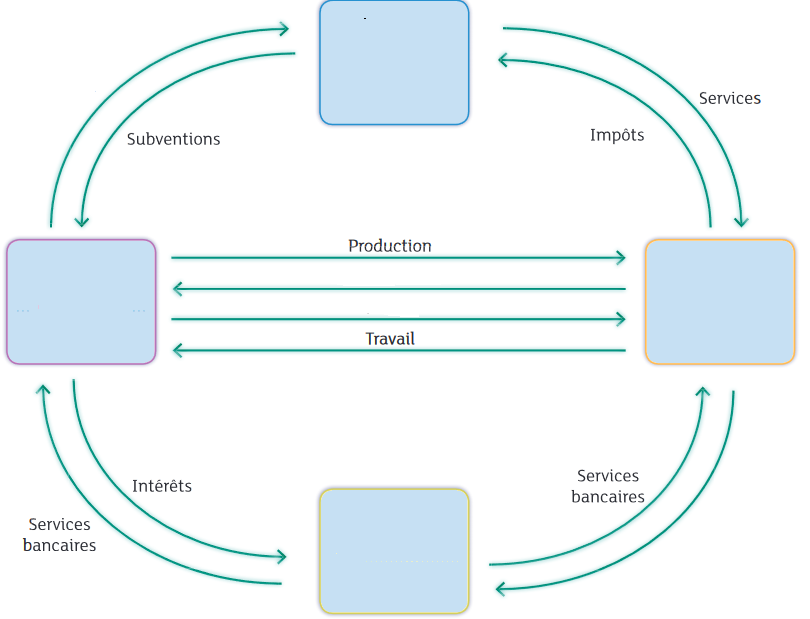 Services
Subventions
Impôts
Production
Travail
Intérêts
Services
bancaires
Services
bancaires